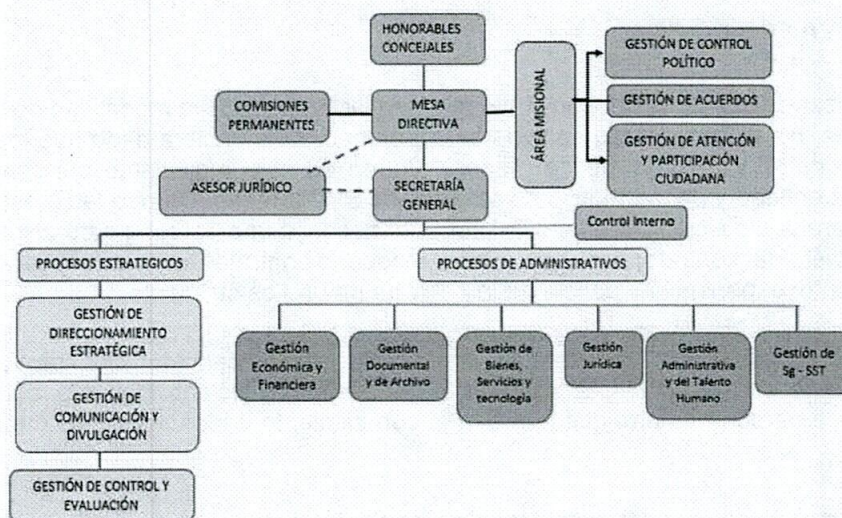 HONORABLES
CONCEJALES
COMISIONES
PERMANENTES
MESA
DIRECTIVA
ÁREA MISIONAL
GESTIÓN DE CONTROL
POLÍTICO
GESTIÓN DE ACUERDOS
GESTIÓN DE ATENCIÓN
Y PARTICIPACIÓN
CIUDADANA
ASESOR JURÍDICO
SECRETARÍA
GENERAL
Control Interno
PROCESOS ESTRATEGICOS
PROCESOS DE ADMINISTRATIVOS
GESTIÓN DE
DIRECCIONAMIENTO
ESTRATÉGICA
GESTIÓN DE
COMUNICACIÓN Y
DIVULGACIÓN
GESTIÓN DE CONTROL Y
EVALUACIÓN
Gestión
Económica y
Financiera
Gestión
Documental
y de Archivo
Gestión de
Bienes,
Servicios y
tecnología
Gestión
Jurídica
Gestión
Administrativa
y del Talento
Humano
Gestión de
Sg - SST